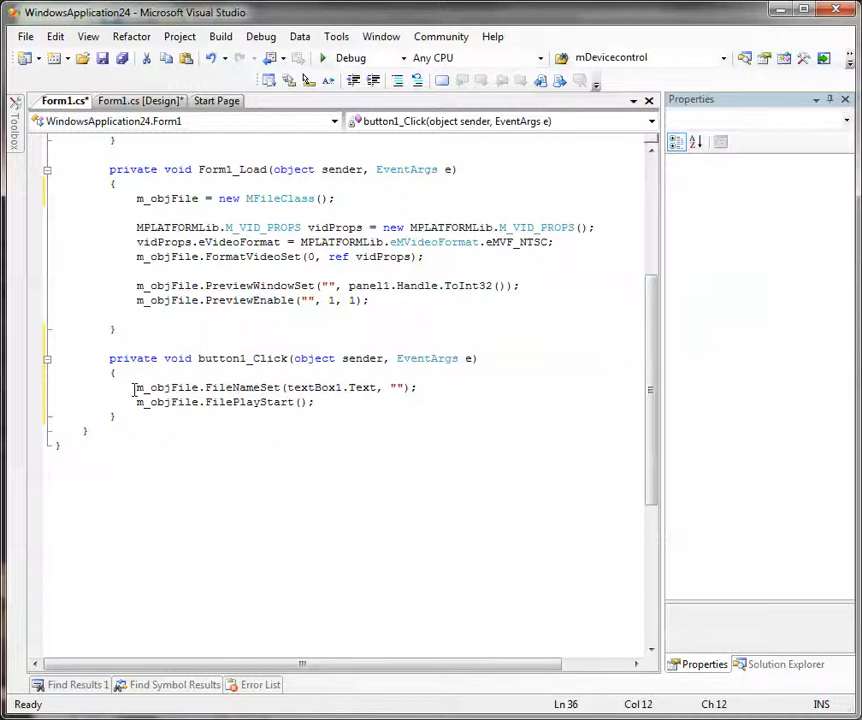 WindowsApplication24 - Microsoft Visual Studio
File Edit View Refactor Project Build Debug Data Tools Window Community Help
Debug Any CPU mDevicecontrol
Form1.cs* Form1.cs [Design]* Start Page
Properties
Toolbox
WindowsApplication24.Form1 button1_Click(object sender, EventArgs e)
}
private void Form1_Load(object sender, EventArgs e)
{
m_objFile = new MFileClass();
MPLATFORMLib.M_VID_PROPS vidProps = new MPLATFORMLib.M_VID_PROPS();
vidProps.eVideoFormat = MPLATFORMLib.eMVideoFormat.eMVF_NTSC;
m_objFile.FormatVideoSet(0, ref vidProps);
m_objFile.PreviewWindowSet("", panel1.Handle.ToInt32());
m_objFile.PreviewEnable("", 1, 1);
}
private void button1_Click(object sender, EventArgs e)
{
m_objFile.FileNameSet(textBox1.Text, "");
m_objFile.FilePlayStart();
}
}
}
Properties Solution Explorer
Find Results 1 Find Symbol Results Error List
Ready Ln 36 Col 12 Ch 12 INS